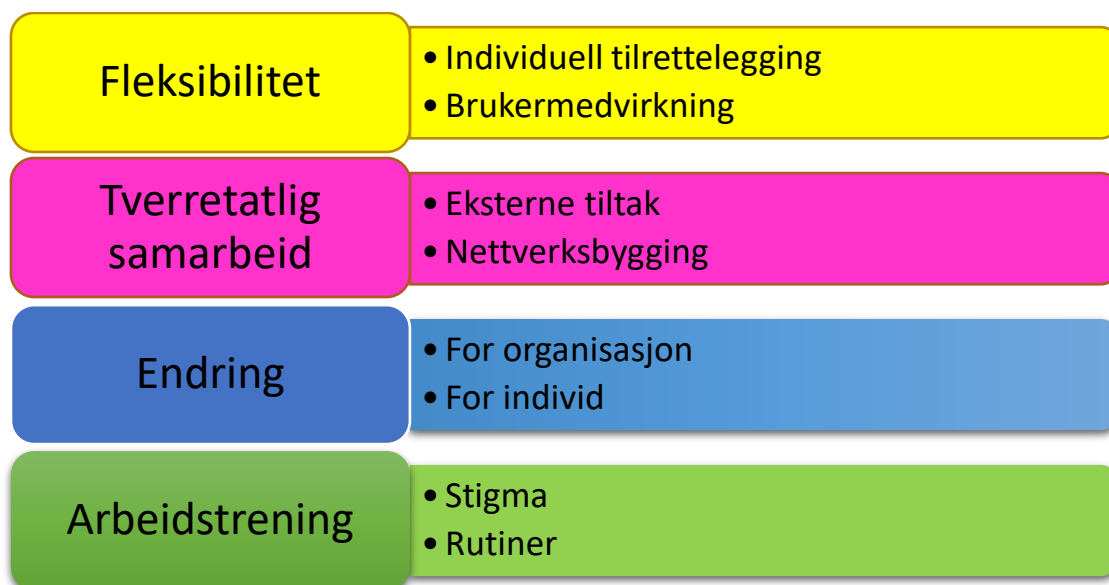 Fleksibilitet
• Individuell tilrettelegging
• Brukermedvirkning
Tverretatlig
samarbeid
• Eksterne tiltak
• Nettverksbygging
Endring
• For organisasjon
• For individ
Arbeidstrening
• Stigma
• Rutiner